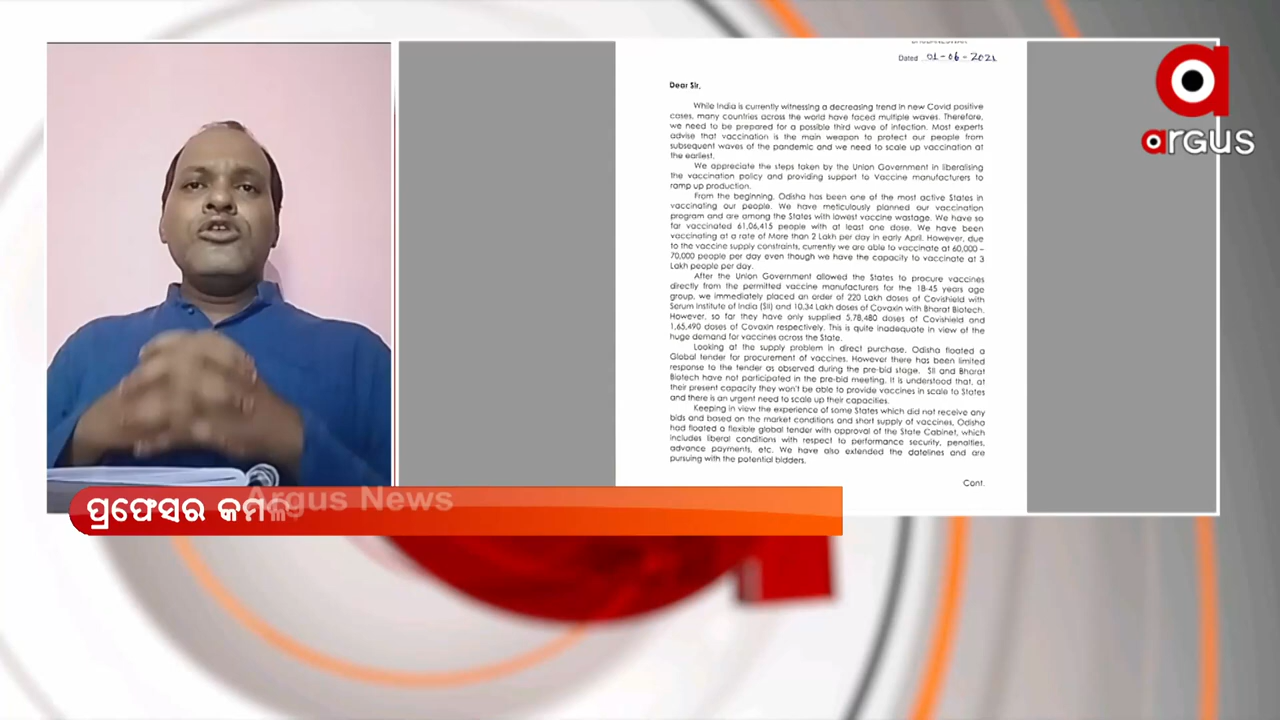 Dated 01-06-2021
Dear Sir,
While India is currently witnessing a decreasing trend in new Covid positive
cases, many countries across the world have faced multiple waves. Therefore,
we need to be prepared for a possible third wave of infection. Most experts
advise that vaccination is the main weapon to protect our people from
subsequent waves of the pandemic and we need to scale up vaccination at
the earliest.
We appreciate the steps taken by the Union Government in liberalising
the vaccination policy and providing support to Vaccine manufacturers to
ramp up production.
From the beginning, Odisha has been one of the most active States in
vaccinating our people. We have meticulously planned our vaccination
program and are among the States with lowest vaccine wastage. We have so
far vaccinated 61,06,415 people with at least one dose. We have been
vaccinating at a rate of More than 2 Lakh per day in early April. However, due
to the vaccine supply constraints, currently we are able to vaccinate at 60,000 –
70,000 people per day even though we have the capacity to vaccinate at 3
Lakh people per day.
After the Union Government allowed the States to procure vaccines
directly from the permitted vaccine manufacturers for the 18-45 years age
group, we immediately placed an order of 220 Lakh doses of Covishield with
Serum Institute of India (SII) and 10.34 Lakh doses of Covaxin with Bharat Biotech.
However, so far they have only supplied 5,78,480 doses of Covishield and
1,65,490 doses of Covaxin respectively. This is quite inadequate in view of the
huge demand for vaccines across the State.
Looking at the supply problem in direct purchase, Odisha floated a
Global tender for procurement of vaccines. However there has been limited
response to the tender as observed during the pre-bid stage. SII and Bharat
Biotech have not participated in the pre-bid meeting. It is understood that, at
their present capacity they won't be able to provide vaccines in scale to States
and there is an urgent need to scale up their capacities.
Keeping in view the experience of some States which did not receive any
bids and based on the market conditions and short supply of vaccines, Odisha
had floated a flexible global tender with approval of the State Cabinet, which
includes liberal conditions with respect to performance security, penalties,
advance payments, etc. We have also extended the datelines and are
pursuing with the potential bidders.
Cont.
argus
Argus News
ପ୍ରଫେସର କମଳ